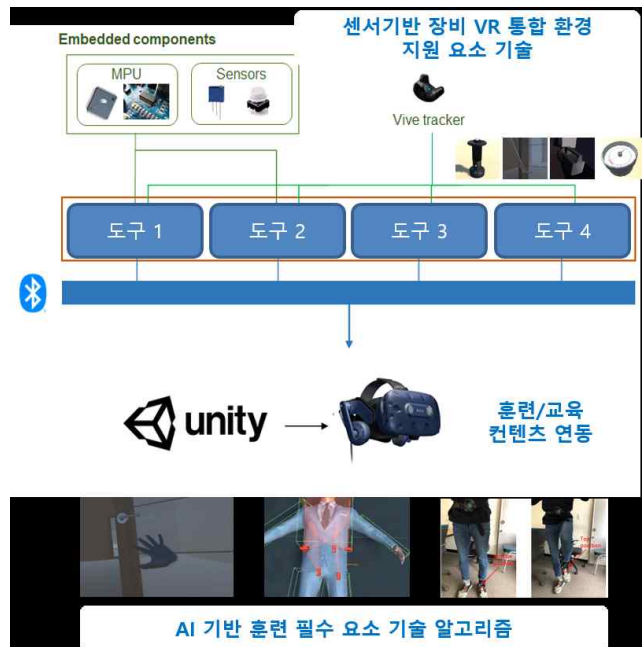 센서기반 장비 VR 통합 환경
지원 요소 기술
Embedded components
MPU
Sensors
Vive tracker
도구 1
도구 2
도구 3
도구 4
unity
훈련/교육
컨텐츠 연동
AI 기반 훈련 필수 요소 기술 알고리즘